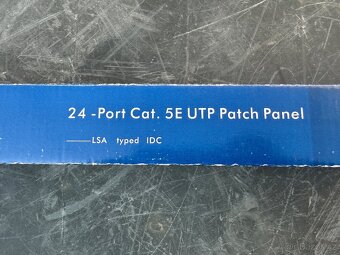 24 -Port Cat. 5E UTP Patch Panel
LSA typed IDC